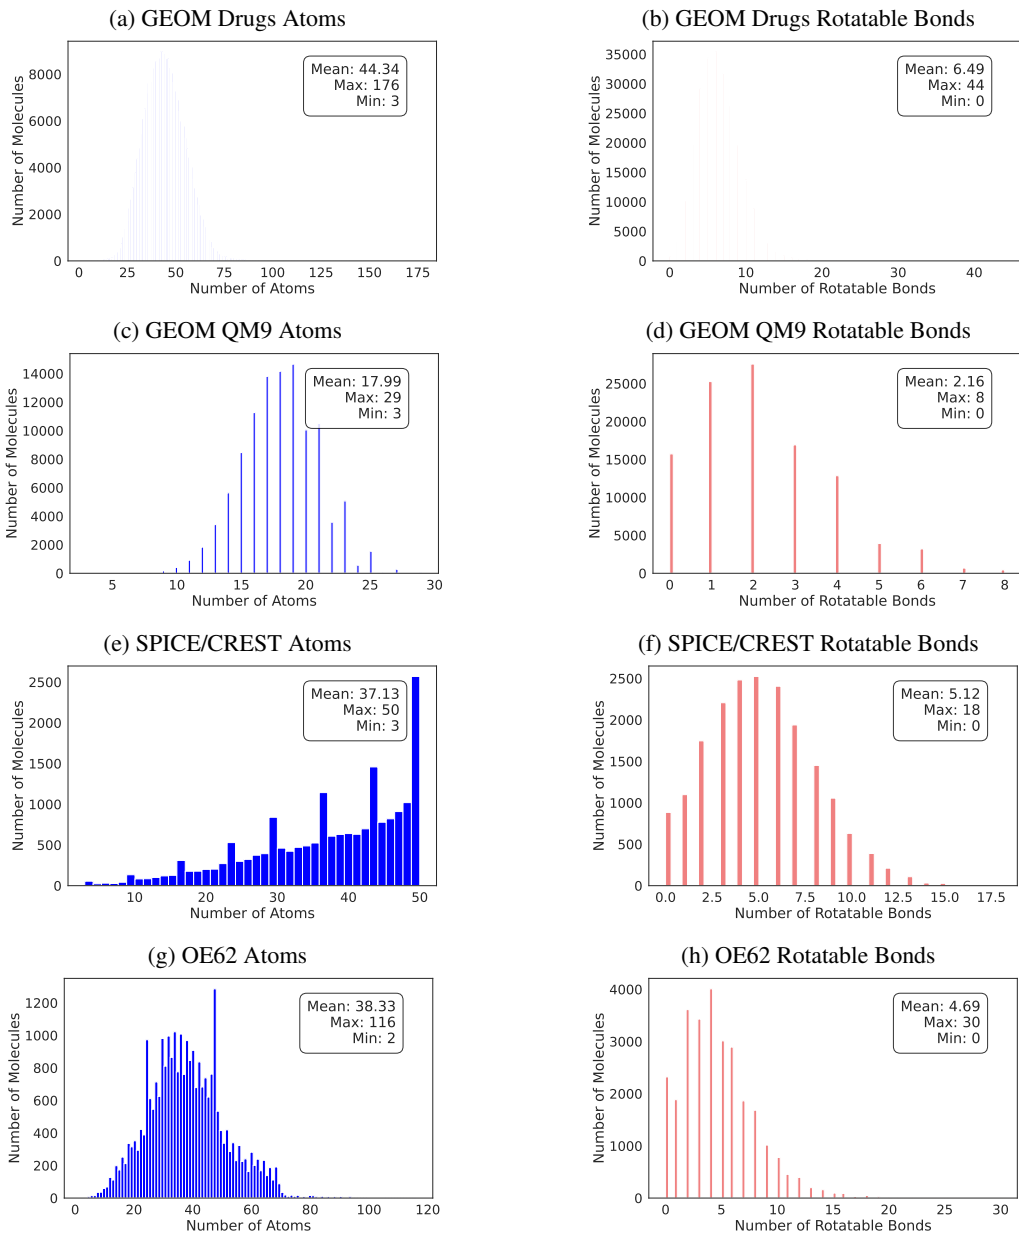 (a) GEOM Drugs Atoms
Number of Molecules
8000
6000
4000
2000
0
Mean: 44.34
Max: 176
Min: 3
0 25 50 75 100 125 150 175
Number of Atoms
(b) GEOM Drugs Rotatable Bonds
Number of Molecules
35000
30000
25000
20000
15000
10000
5000
0
Mean: 6.49
Max: 44
Min: 0
0 10 20 30 40
Number of Rotatable Bonds
(c) GEOM QM9 Atoms
Number of Molecules
14000
12000
10000
8000
6000
4000
2000
0
Mean: 17.99
Max: 29
Min: 3
5 10 15 20 25 30
Number of Atoms
(d) GEOM QM9 Rotatable Bonds
Number of Molecules
25000
20000
15000
10000
5000
0
Mean: 2.16
Max: 8
Min: 0
0 1 2 3 4 5 6 7 8
Number of Rotatable Bonds
(e) SPICE/CREST Atoms
Number of Molecules
2500
2000
1500
1000
500
0
Mean: 37.13
Max: 50
Min: 3
10 20 30 40 50
Number of Atoms
(f) SPICE/CREST Rotatable Bonds
Number of Molecules
2500
2000
1500
1000
500
0
Mean: 5.12
Max: 18
Min: 0
0.0 2.5 5.0 7.5 10.0 12.5 15.0 17.5
Number of Rotatable Bonds
(g) OE62 Atoms
Number of Molecules
1200
1000
800
600
400
200
0
Mean: 38.33
Max: 116
Min: 2
0 20 40 60 80 100 120
Number of Atoms
(h) OE62 Rotatable Bonds
Number of Molecules
4000
3000
2000
1000
0
Mean: 4.69
Max: 30
Min: 0
0 5 10 15 20 25 30
Number of Rotatable Bonds